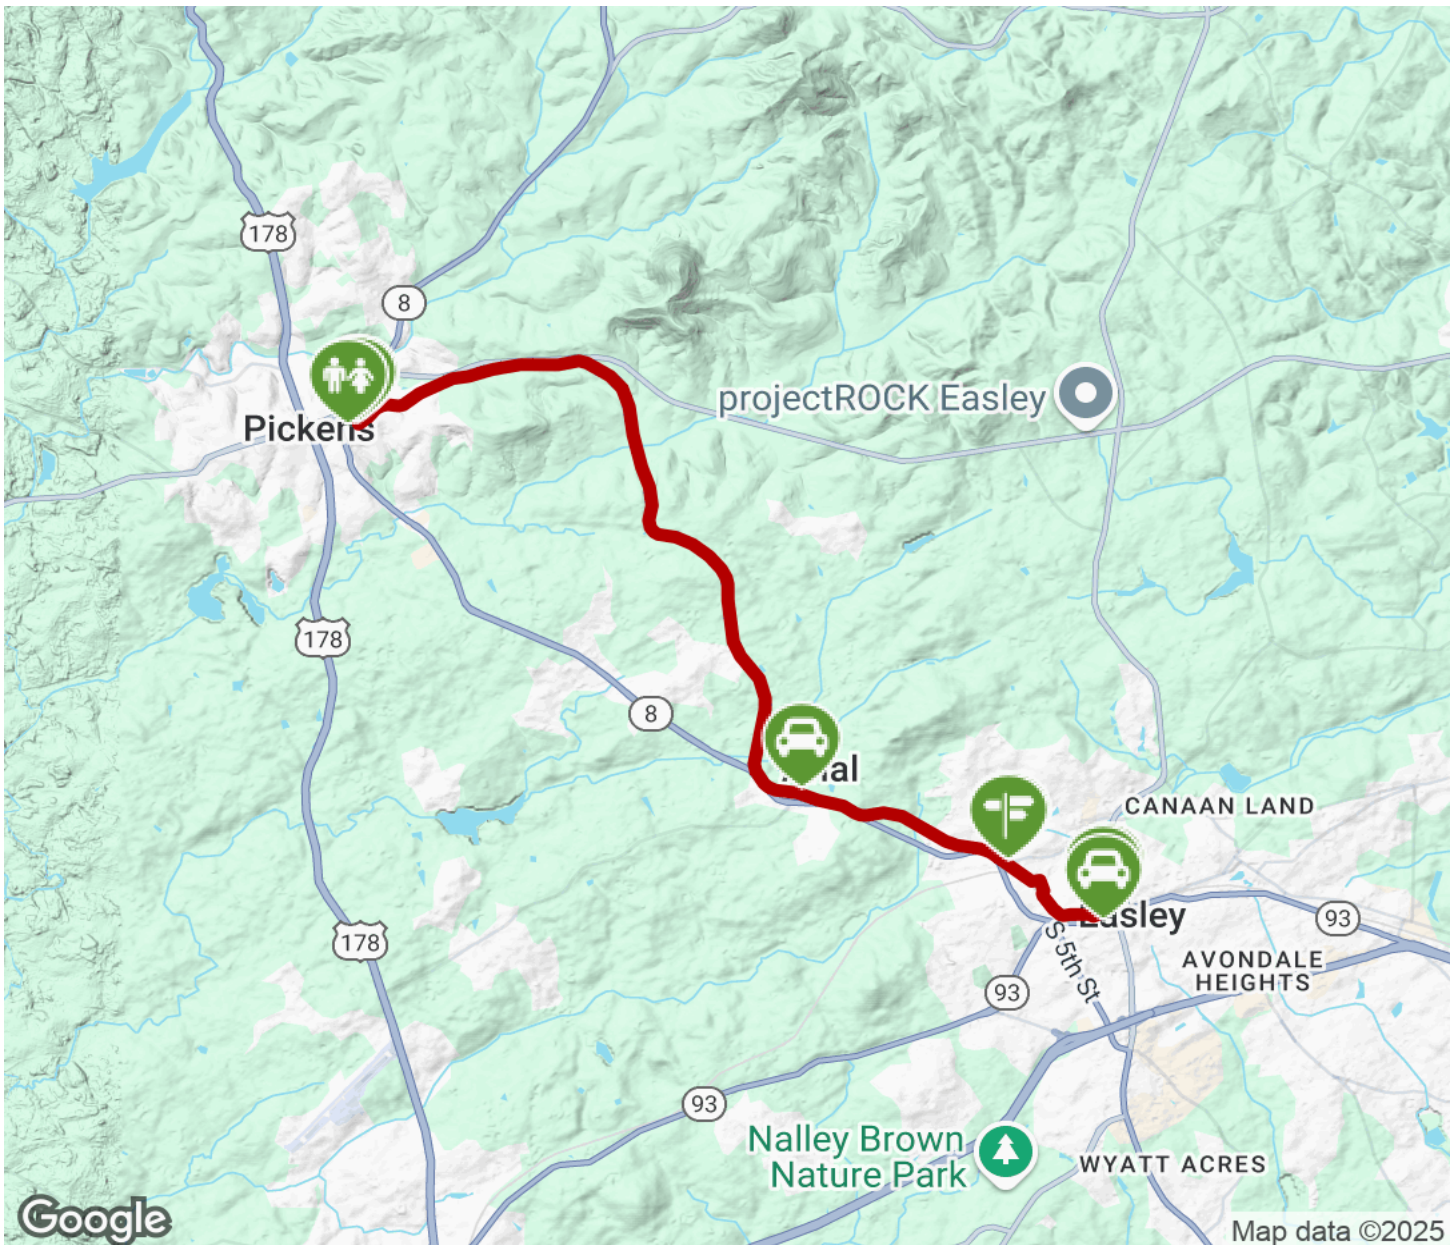 178
8
projectROCK Easley
Pickens
178
8
CANAAN LAND
Easley
93
S 5th St
AVONDALE
HEIGHTS
178
93
93
Nalley Brown
Nature Park
WYATT ACRES
Google
Map data ©2025